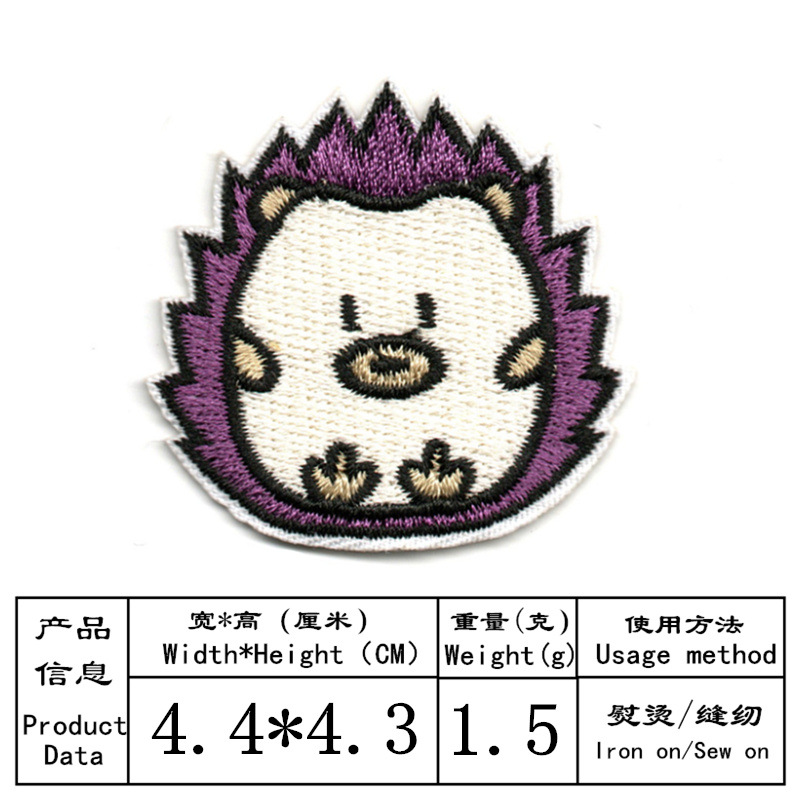 产品
信息
Product
Data
宽*高 (厘米)
Width*Height (CM)
4.4*4.3
重量(克)
Weight(g)
1.5
使用方法
Usage method
熨烫/缝纫
Iron on/Sew on